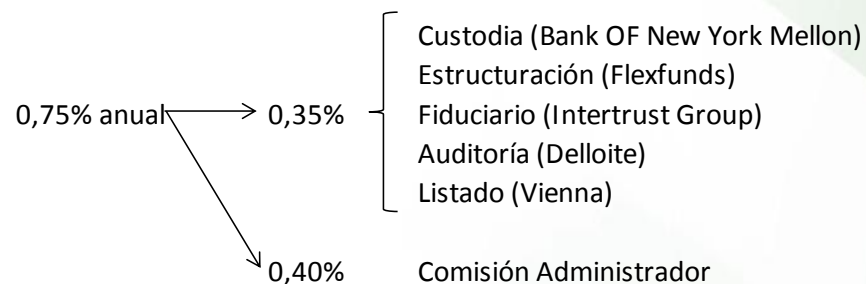 Custodia (Bank OF New York Mellon)
Estructuración (Flexfunds)
0,75% anual 0,35% Fiduciario (Intertrust Group)
Auditoría (Delloite)
Listado (Vienna)
0,40% Comisión Administrador